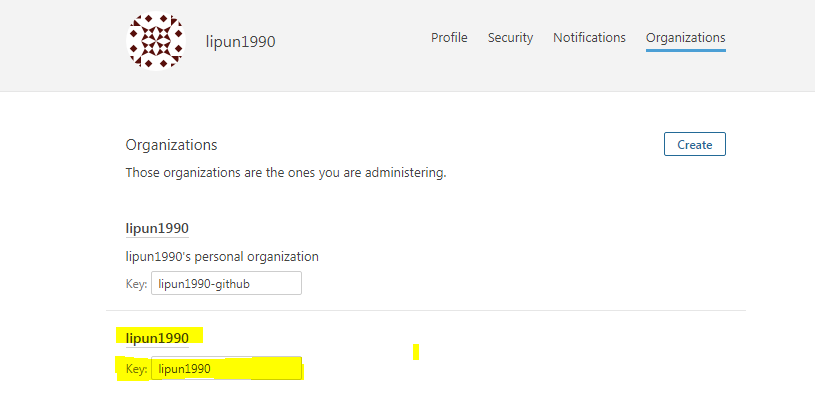 lipun1990
Profile Security Notifications Organizations
Organizations
Create
Those organizations are the ones you are administering.
lipun1990
lipun1990's personal organization
Key: lipun1990-github
lipun1990
Key: lipun1990